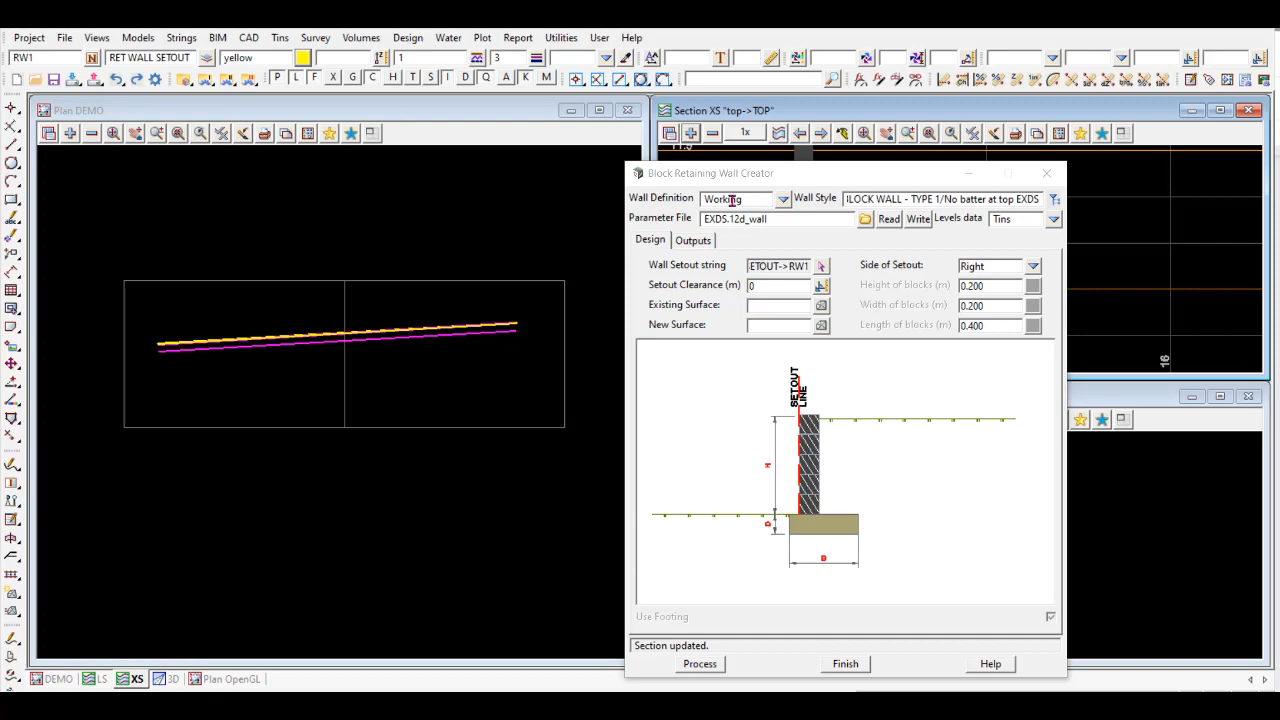 Project File Views Models Strings BIM CAD Tins Survey Volumes Design Water Plot Report Utilities User Help
RW1 N RET WALL SETOUT yellow 1 3 T
P L F X G C H T S I D Q A K M
Plan DEMO
Section XS "top->TOP"
1x
Block Retaining Wall Creator
Wall Definition Working Wall Style BLOCK WALL - TYPE 1/No batter at top EXDS
Parameter File EXDS.12d_wall Read Write Levels data Tins
Design Outputs
Wall Setout string ETOUT->RW1 Side of Setout: Right
Setout Clearance (m) 0 Height of blocks (m) 0.200
Existing Surface: Width of blocks (m) 0.200
New Surface: Length of blocks (m) 0.400
16
SETOUT
LINE
H
D
B
Use Footing
Section updated.
Process Finish Help
DEMO LS XS 3D Plan OpenGL